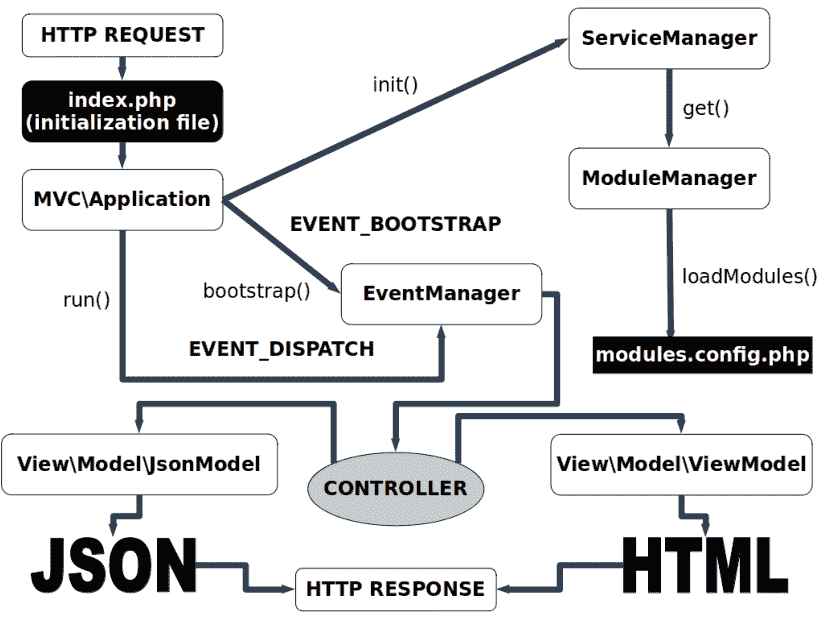 HTTP REQUEST
ServiceManager
init()
index.php
(initialization file)
get()
MVC\Application
ModuleManager
EVENT_BOOTSTRAP
bootstrap()
EventManager
loadModules()
run()
EVENT_DISPATCH
modules.config.php
View\Model\JsonModel
CONTROLLER
View\Model\ViewModel
JSON
HTML
HTTP RESPONSE